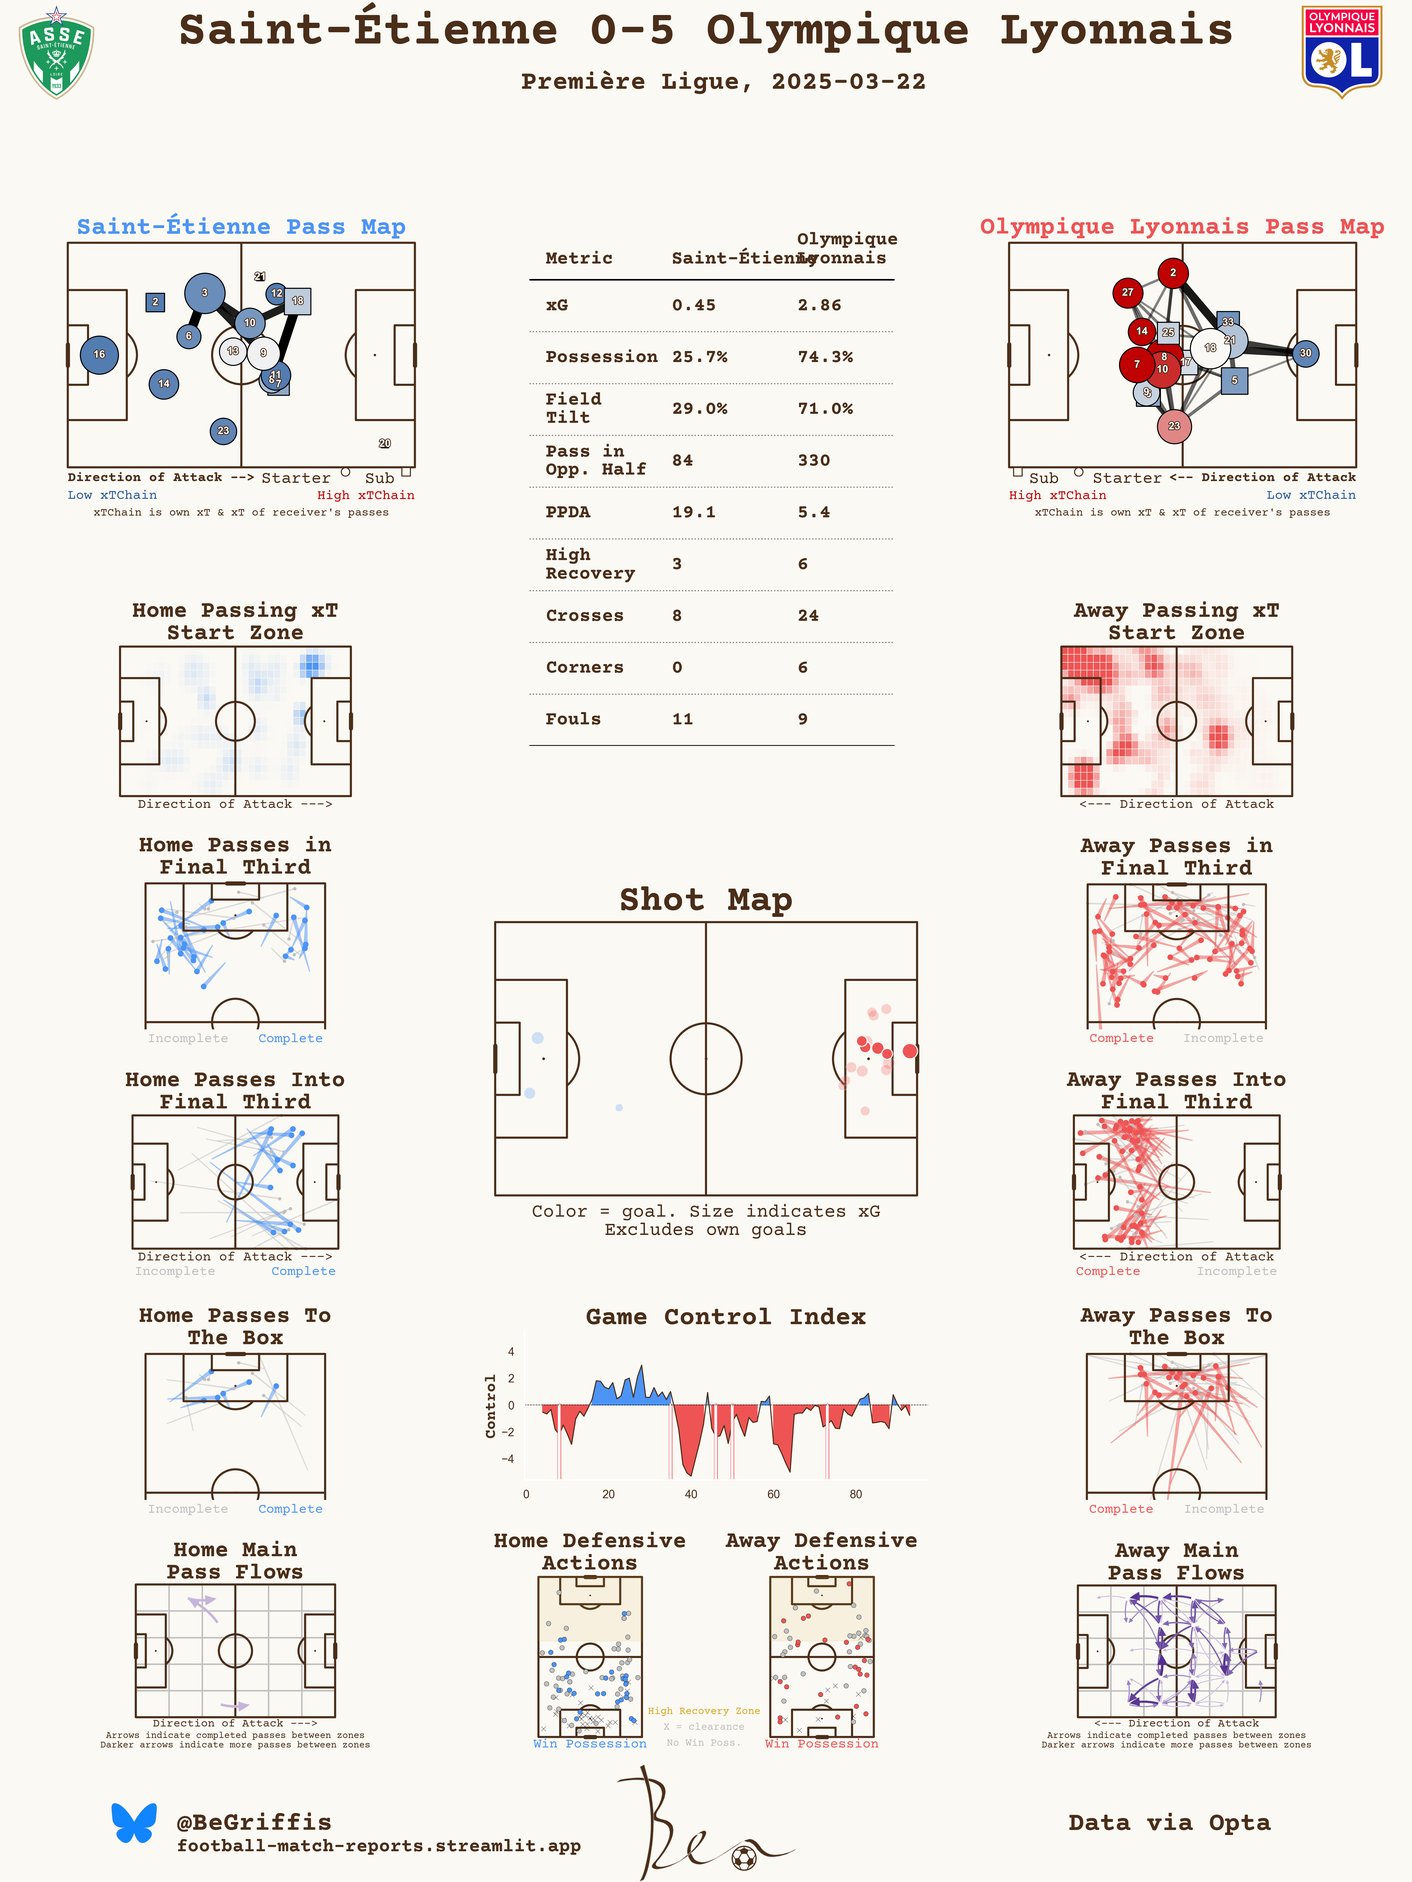 Saint-Étienne 0-5 Olympique Lyonnais
Première Ligue, 2025-03-22
ASSE
SAINT-ÉTIENNE
LOIRE
1933
OLYMPIQUE
LYONNAIS
OL
Saint-Étienne Pass Map
21
3
2
12
18
10
6
16
13
9
11
8
7
14
23
20
Direction of Attack --> Starter Sub
Low xTChain High xTChain
xTChain is own xT & xT of receiver's passes
Metric Saint-Étienne Olympique Lyonnais
xG 0.45 2.86
Possession 25.7% 74.3%
Field
Tilt 29.0% 71.0%
Pass in
Opp. Half 84 330
PPDA 19.1 5.4
High
Recovery 3 6
Crosses 8 24
Corners 0 6
Fouls 11 9
Olympique Lyonnais Pass Map
2
27
14
25
33
21
18
30
8
7
10
17
5
9
23
Sub Starter <-- Direction of Attack
High xTChain Low xTChain
xTChain is own xT & xT of receiver's passes
Home Passing xT
Start Zone
Direction of Attack --->
Away Passing xT
Start Zone
<--- Direction of Attack
Home Passes in
Final Third
Incomplete Complete
Away Passes in
Final Third
Complete Incomplete
Shot Map
Color = goal. Size indicates xG
Excludes own goals
Home Passes Into
Final Third
Direction of Attack --->
Incomplete Complete
Away Passes Into
Final Third
<--- Direction of Attack
Complete Incomplete
Home Passes To
The Box
Incomplete Complete
Game Control Index
Control
4
2
0
−2
−4
0 20 40 60 80
Away Passes To
The Box
Complete Incomplete
Home Main
Pass Flows
Direction of Attack --->
Arrows indicate completed passes between zones
Darker arrows indicate more passes between zones
Home Defensive
Actions
Win Possession
High Recovery Zone
X = clearance
No Win Poss.
Away Defensive
Actions
Win Possession
Away Main
Pass Flows
<--- Direction of Attack
Arrows indicate completed passes between zones
Darker arrows indicate more passes between zones
@BeGriffis
football-match-reports.streamlit.app
Ben
Data via Opta